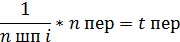 1/(n шп i) * n пер = t пер